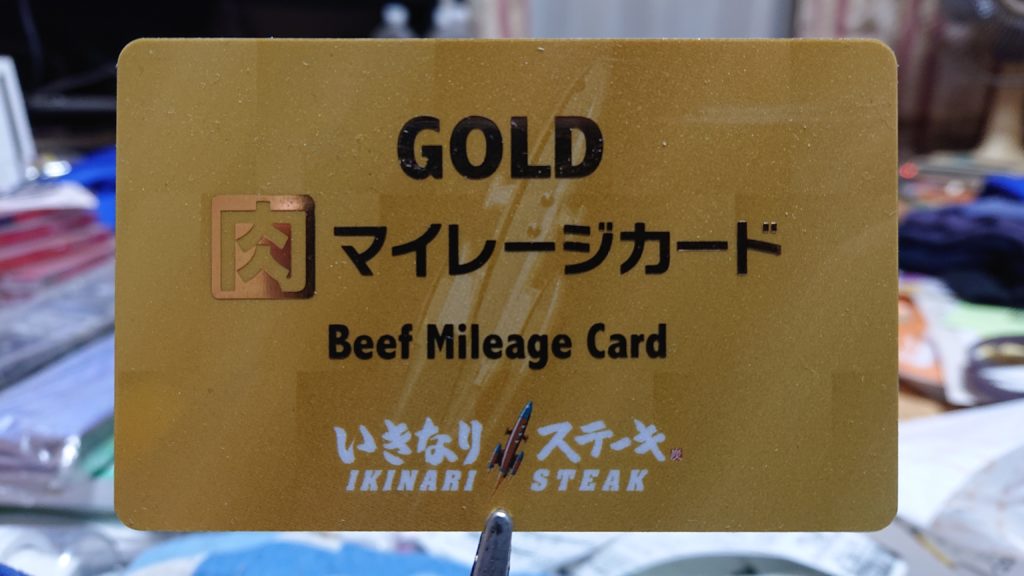 GOLD
肉マイレージカード
Beef Mileage Card
いきなりステーキ
IKINARI STEAK